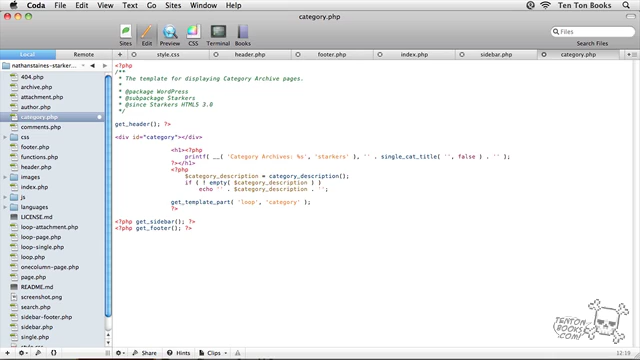 Coda File Edit View Text Go Sites Window Help Ten Ton Books
category.php
Sites Edit Preview CSS Terminal Books
Files
Search Files
Local Remote style.css header.php footer.php index.php sidebar.php category.php
nathanstaines-starker...
404.php
archive.php
attachment.php
author.php
category.php
comments.php
css
footer.php
functions.php
header.php
images
index.php
js
languages
LICENSE.md
loop-attachment.php
loop-page.php
loop-single.php
loop.php
onecolumn-page.php
page.php
README.md
screenshot.png
search.php
sidebar-footer.php
sidebar.php
single.php
<?php
/**
* The template for displaying Category Archive pages.
*
* @package WordPress
* @subpackage Starkers
* @since Starkers HTML5 3.0
*/
get_header(); ?>
<div id="category"></div>
<h1><?php
printf( __( 'Category Archives: %s', 'starkers' ), '' . single_cat_title( '', false ) . '' );
?></h1>
<?php
$category_description = category_description();
if ( ! empty( $category_description ) )
echo '' . $category_description . '';
get_template_part( 'loop', 'category' );
?>
<?php get_sidebar(); ?>
<?php get_footer(); ?>
TENTON
BOOKS
.COM!
Share Hints Clips